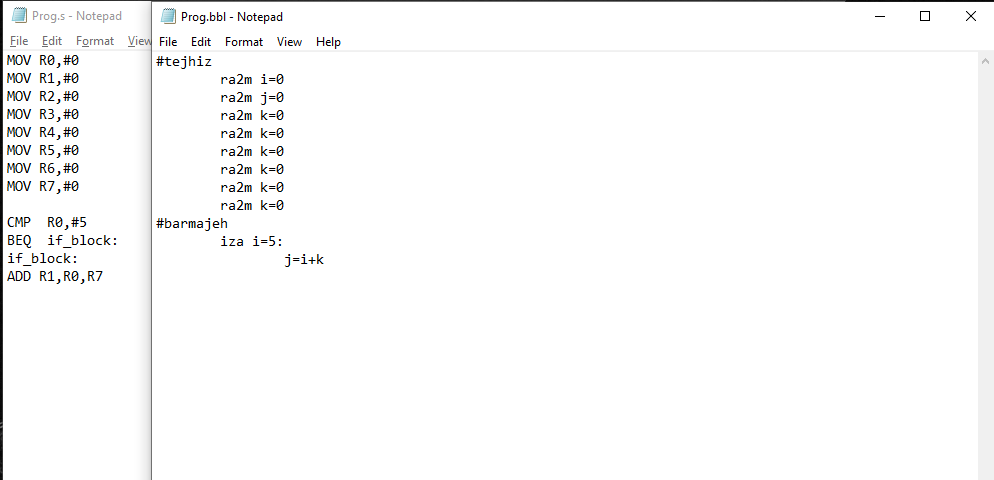 Prog.s - Notepad
File Edit Format View
MOV R0,#0
MOV R1,#0
MOV R2,#0
MOV R3,#0
MOV R4,#0
MOV R5,#0
MOV R6,#0
MOV R7,#0
CMP  R0,#5
BEQ  if_block:
if_block:
ADD R1,R0,R7
Prog.bbl - Notepad
File Edit Format View Help
#tejhiz
        ra2m i=0
        ra2m j=0
        ra2m k=0
        ra2m k=0
        ra2m k=0
        ra2m k=0
        ra2m k=0
        ra2m k=0
#barmajeh
        iza i=5:
                j=i+k